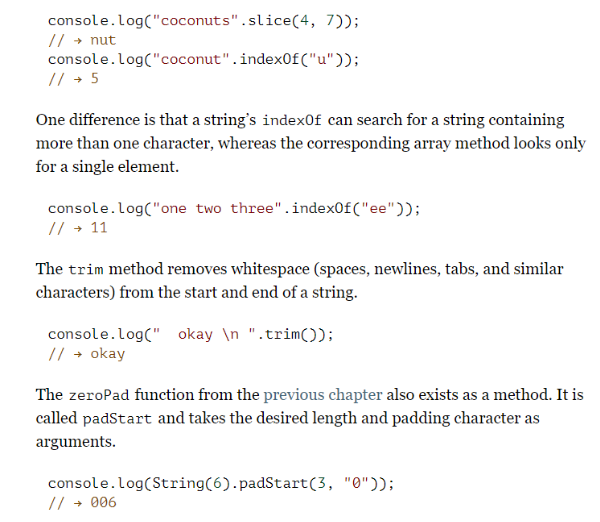 console.log("coconuts".slice(4, 7));
// → nut
console.log("coconut".indexOf("u"));
// → 5
One difference is that a string’s indexOf can search for a string containing
more than one character, whereas the corresponding array method looks only
for a single element.
console.log("one two three".indexOf("ee"));
// → 11
The trim method removes whitespace (spaces, newlines, tabs, and similar
characters) from the start and end of a string.
console.log("  okay \n ".trim());
// → okay
The zeroPad function from the previous chapter also exists as a method. It is
called padStart and takes the desired length and padding character as
arguments.
console.log(String(6).padStart(3, "0"));
// → 006